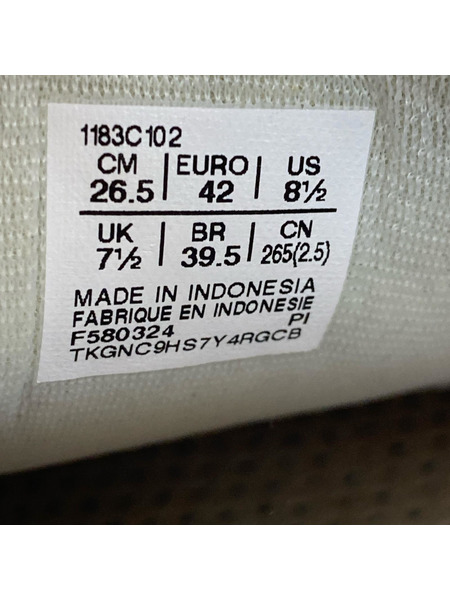 1183C102
CM | EURO | US
26.5 | 42 | 8½
UK | BR | CN
7½ | 39.5 | 265(2.5)
MADE IN INDONESIA
FABRIQUE EN INDONESIE
F580324 PI
TKGNC9HS7Y4RGCB